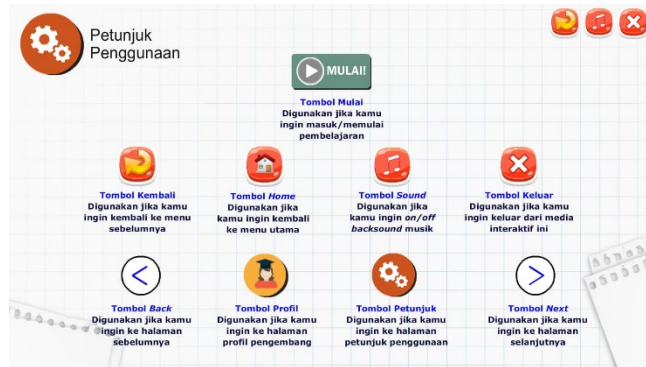 Petunjuk
Penggunaan
MULAI!
Tombol Mulai
Digunakan jika kamu
ingin masuk/memulai
pembelajaran
Tombol Kembali
Digunakan jika kamu
ingin kembali ke menu
sebelumnya
Tombol Home
Digunakan jika
kamu ingin kembali
ke menu utama
Tombol Sound
Digunakan jika
kamu ingin on/off
backsound musik
Tombol Keluar
Digunakan jika kamu
ingin keluar dari media
interaktif ini
Tombol Back
Digunakan jika kamu
ingin ke halaman
sebelumnya
Tombol Profil
Digunakan jika kamu
ingin ke halaman
profil pengembang
Tombol Petunjuk
Digunakan jika kamu
ingin ke halaman
petunjuk penggunaan
Tombol Next
Digunakan jika kamu
ingin ke halaman
selanjutnya